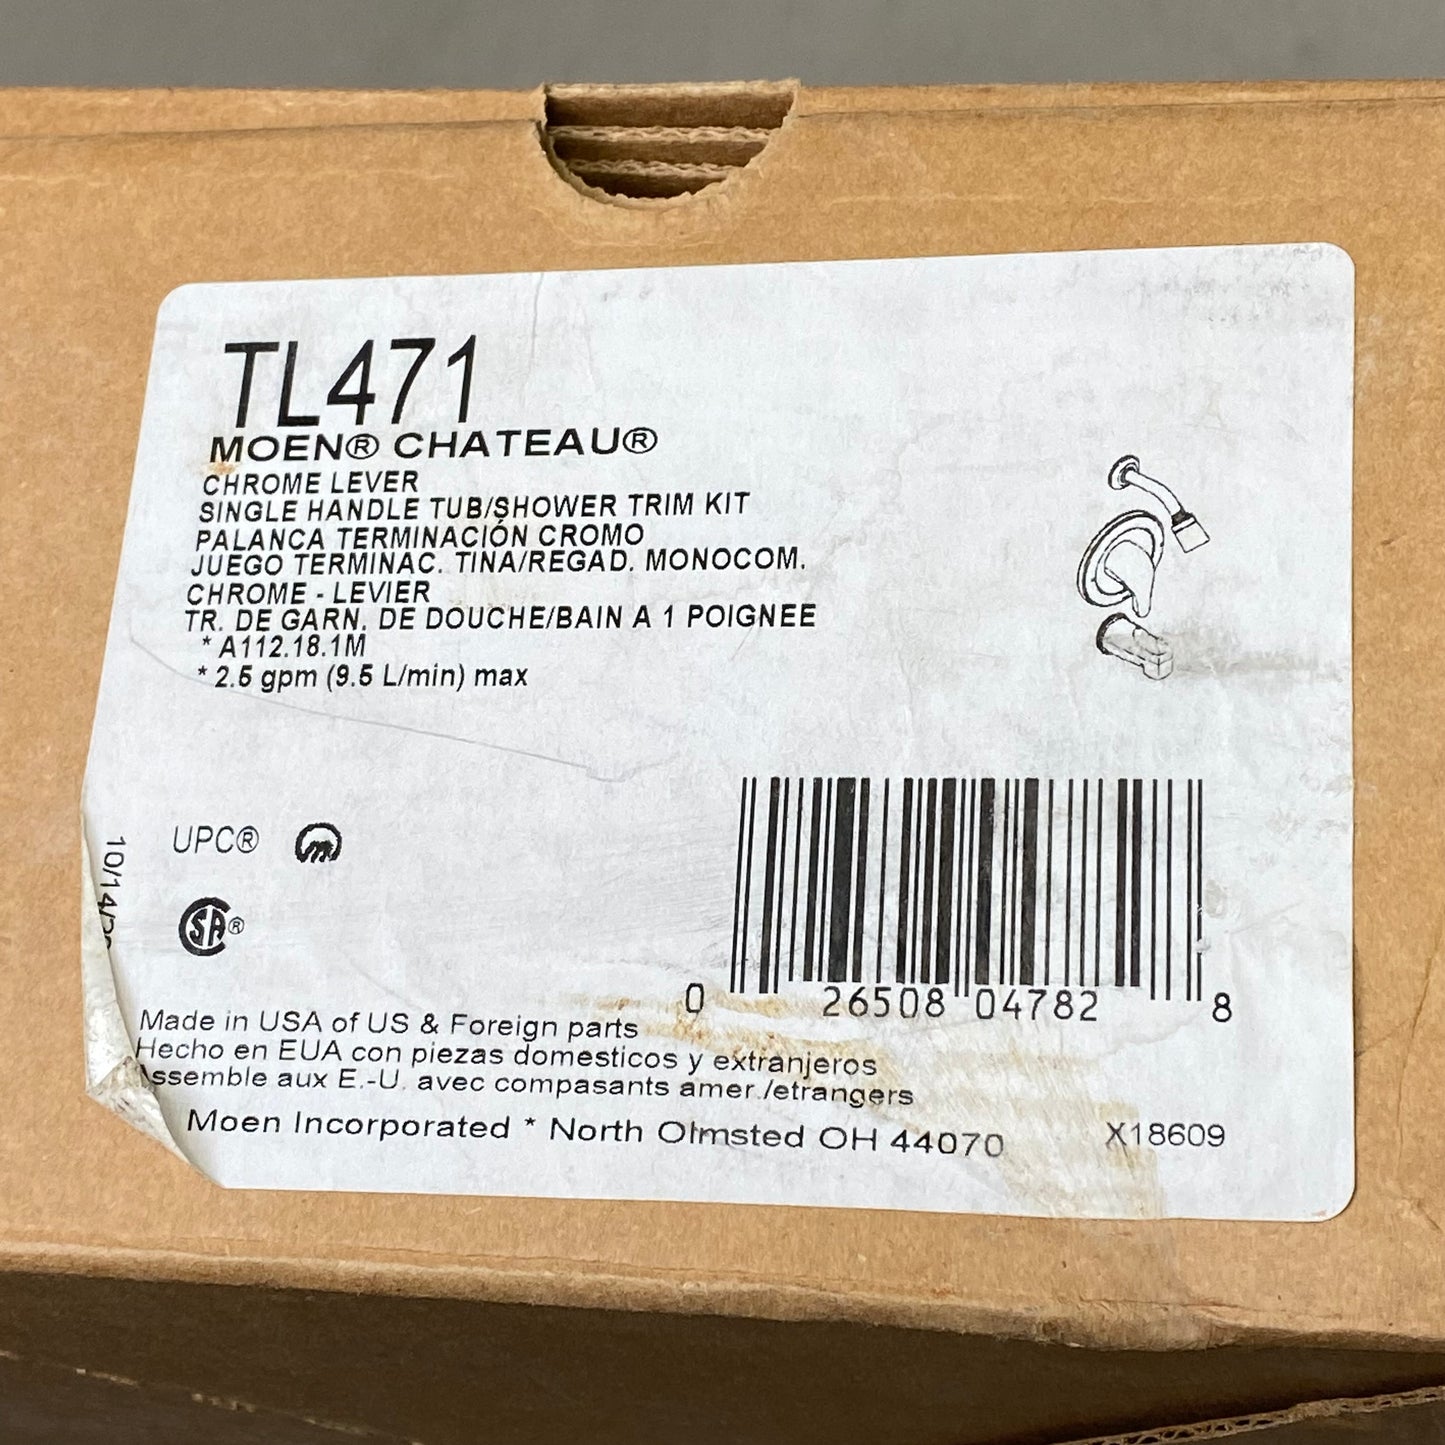 TL471
MOEN® CHATEAU®
CHROME LEVER
SINGLE HANDLE TUB/SHOWER TRIM KIT
PALANCA TERMINACIÓN CROMO
JUEGO TERMINAC. TINA/REGAD. MONOCOM.
CHROME - LEVIER
TR. DE GARN. DE DOUCHE/BAIN A 1 POIGNEE
* A112.18.1M
* 2.5 gpm (9.5 L/min) max
UPC®
SA®
0 26508 04782 8
Made in USA of US & Foreign parts
Hecho en EUA con piezas domesticos y extranjeros
Assemble aux E.-U. avec compasants amer./etrangers
Moen Incorporated * North Olmsted OH 44070
X18609